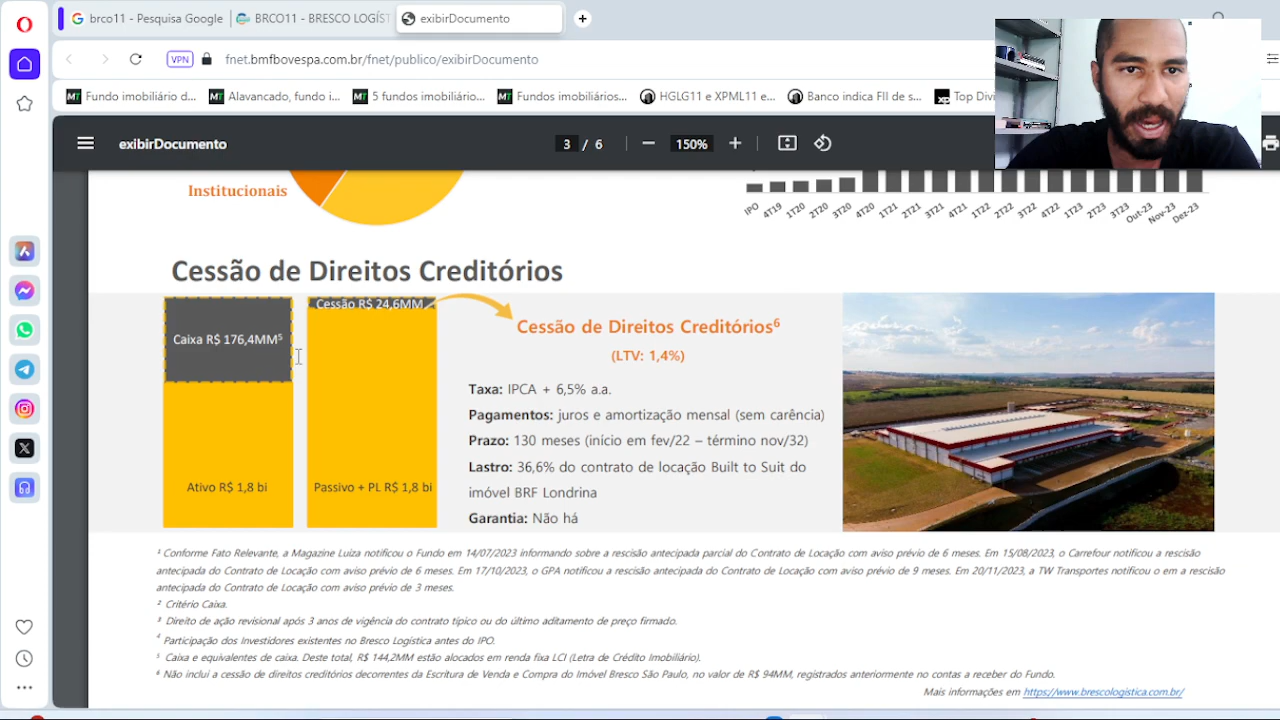 brco11 - Pesquisa Google
BRCO11 - BRESCO LOGÍST
exibirDocumento
VPN
fnet.bmfbovespa.com.br/fnet/publico/exibirDocumento
Fundo imobiliário d...
Alavancado, fundo i...
5 fundos imobiliário...
Fundos imobiliários...
HGLG11 e XPML11 e...
Banco indica FII de s...
Top Divi
exibirDocumento
3 / 6
150%
Institucionais
IPO 4T19 1T20 2T20 3T20 4T20 1T21 2T21 3T21 4T21 1T22 2T22 3T22 4T22 1T23 2T23 3T23 Out-23 Nov-23 Dez-23
Cessão de Direitos Creditórios
Caixa R$ 176,4MM⁵
Ativo R$ 1,8 bi
Cessão R$ 24,6MM
Passivo + PL R$ 1,8 bi
Cessão de Direitos Creditórios⁶
(LTV: 1,4%)
Taxa: IPCA + 6,5% a.a.
Pagamentos: juros e amortização mensal (sem carência)
Prazo: 130 meses (início em fev/22 – término nov/32)
Lastro: 36,6% do contrato de locação Built to Suit do
imóvel BRF Londrina
Garantia: Não há
¹ Conforme Fato Relevante, a Magazine Luiza notificou o Fundo em 14/07/2023 informando sobre a rescisão antecipada parcial do Contrato de Locação com aviso prévio de 6 meses. Em 15/08/2023, o Carrefour notificou a rescisão
antecipada do Contrato de Locação com aviso prévio de 6 meses. Em 17/10/2023, o GPA notificou a rescisão antecipada do Contrato de Locação com aviso prévio de 9 meses. Em 20/11/2023, a TW Transportes notificou o em a rescisão
antecipada do Contrato de Locação com aviso prévio de 3 meses.
² Critério Caixa.
³ Direito de ação revisional após 3 anos de vigência do contrato típico ou do último aditamento de preço firmado.
⁴ Participação dos Investidores existentes no Bresco Logística antes do IPO.
⁵ Caixa e equivalentes de caixa. Deste total, R$ 144,2MM estão alocados em renda fixa LCI (Letra de Crédito Imobiliário).
⁶ Não inclui a cessão de direitos creditórios decorrentes da Escritura de Venda e Compra do Imóvel Bresco São Paulo, no valor de R$ 94MM, registrados anteriormente no contas a receber do Fundo.
Mais informações em https://www.brescologistica.com.br/